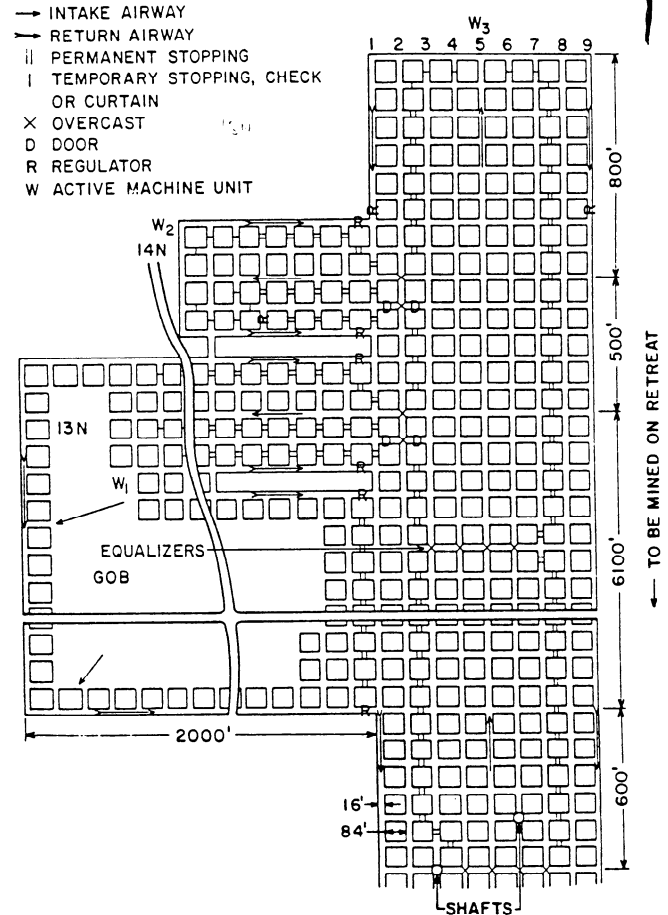 → INTAKE AIRWAY
RETURN AIRWAY
|| PERMANENT STOPPING
| TEMPORARY STOPPING, CHECK
OR CURTAIN
X OVERCAST
D DOOR
R REGULATOR
W ACTIVE MACHINE UNIT
W3
1 2 3 4 5 6 7 8 9
800'
R R
W2
R
14N
D D
R
R
500'
R
13N
D D
R
W1
R
TO BE MINED ON RETREAT
EQUALIZERS
GOB
6100'
R
2000'
600'
16'
84'
SHAFTS